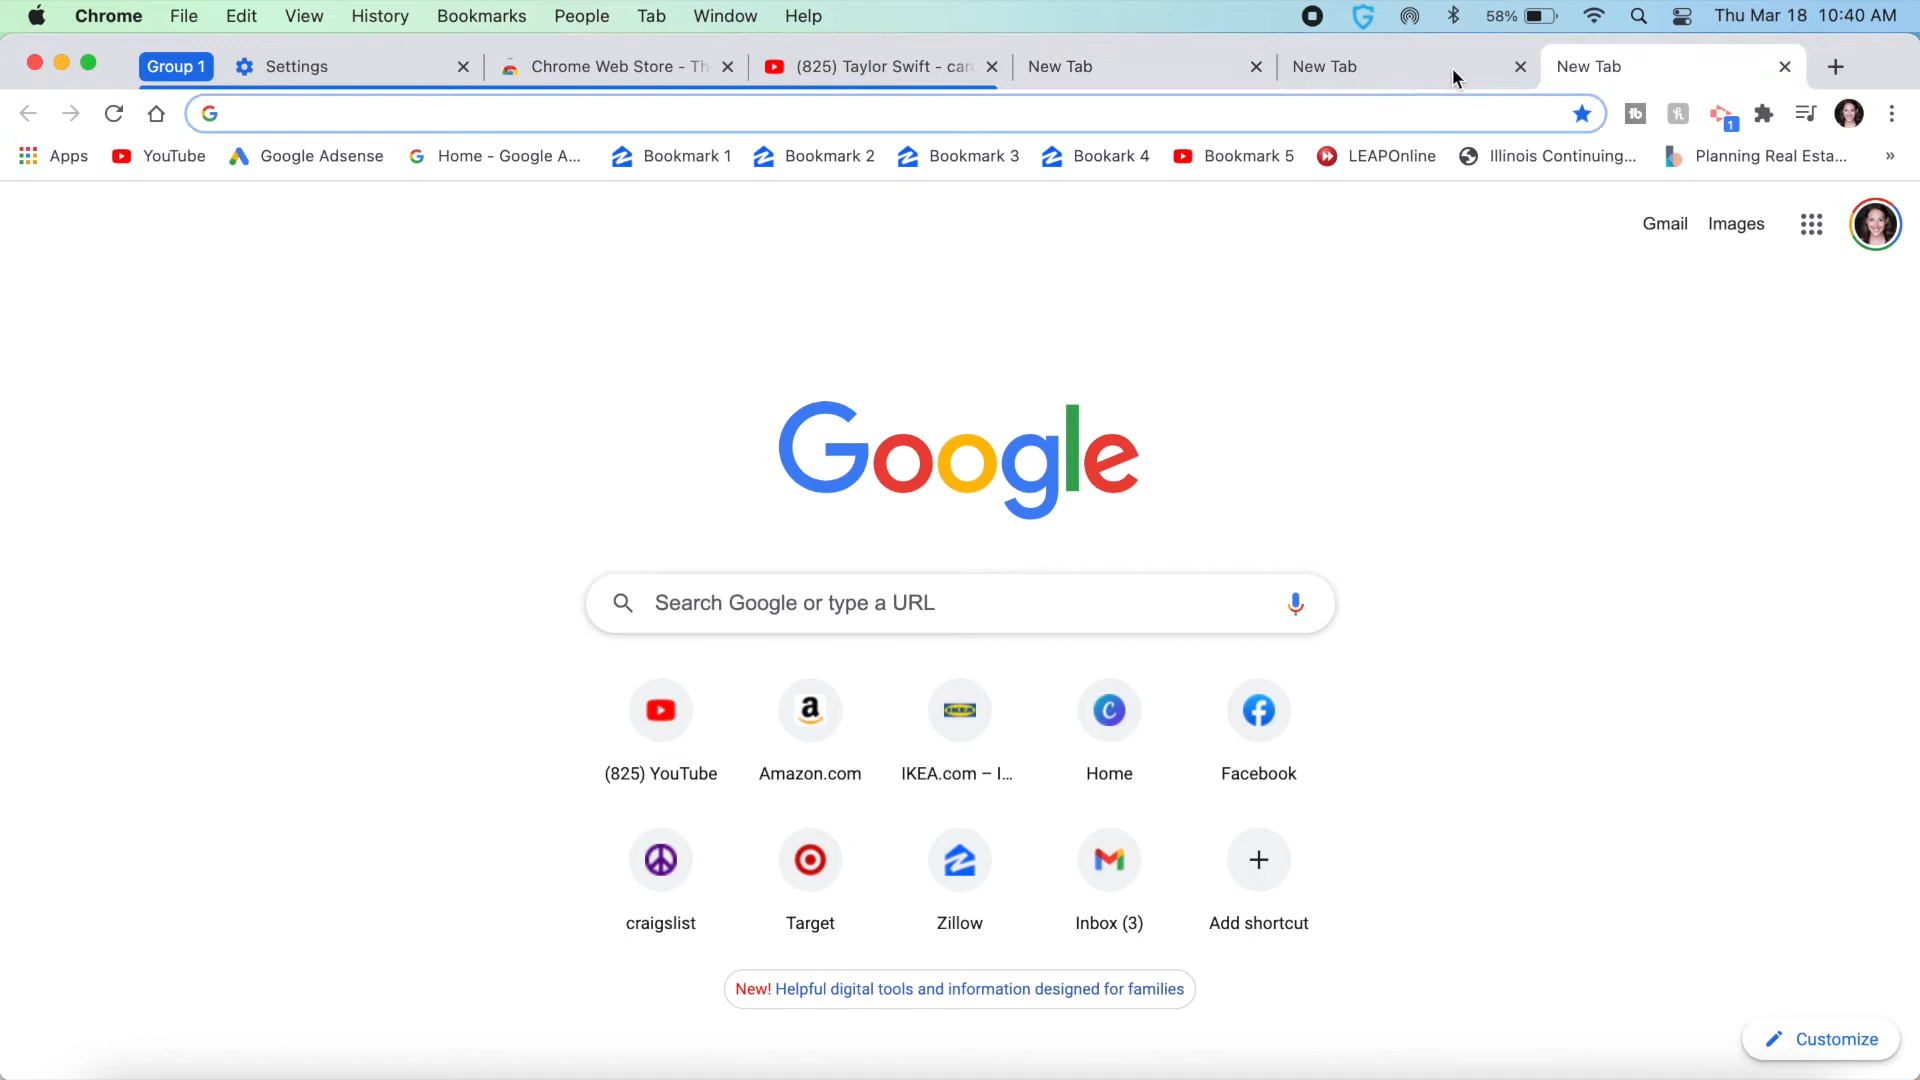 Chrome File Edit View History Bookmarks People Tab Window Help 58% Thu Mar 18 10:40 AM
Group 1 Settings Chrome Web Store - Th (825) Taylor Swift - car New Tab New Tab New Tab
Apps YouTube Google Adsense Home - Google A... Bookmark 1 Bookmark 2 Bookmark 3 Bookark 4 Bookmark 5 LEAPOnline Illinois Continuing... Planning Real Esta... »
Gmail Images
Google
Search Google or type a URL
(825) YouTube Amazon.com IKEA.com – I... Home Facebook
craigslist Target Zillow Inbox (3) Add shortcut
New! Helpful digital tools and information designed for families
Customize